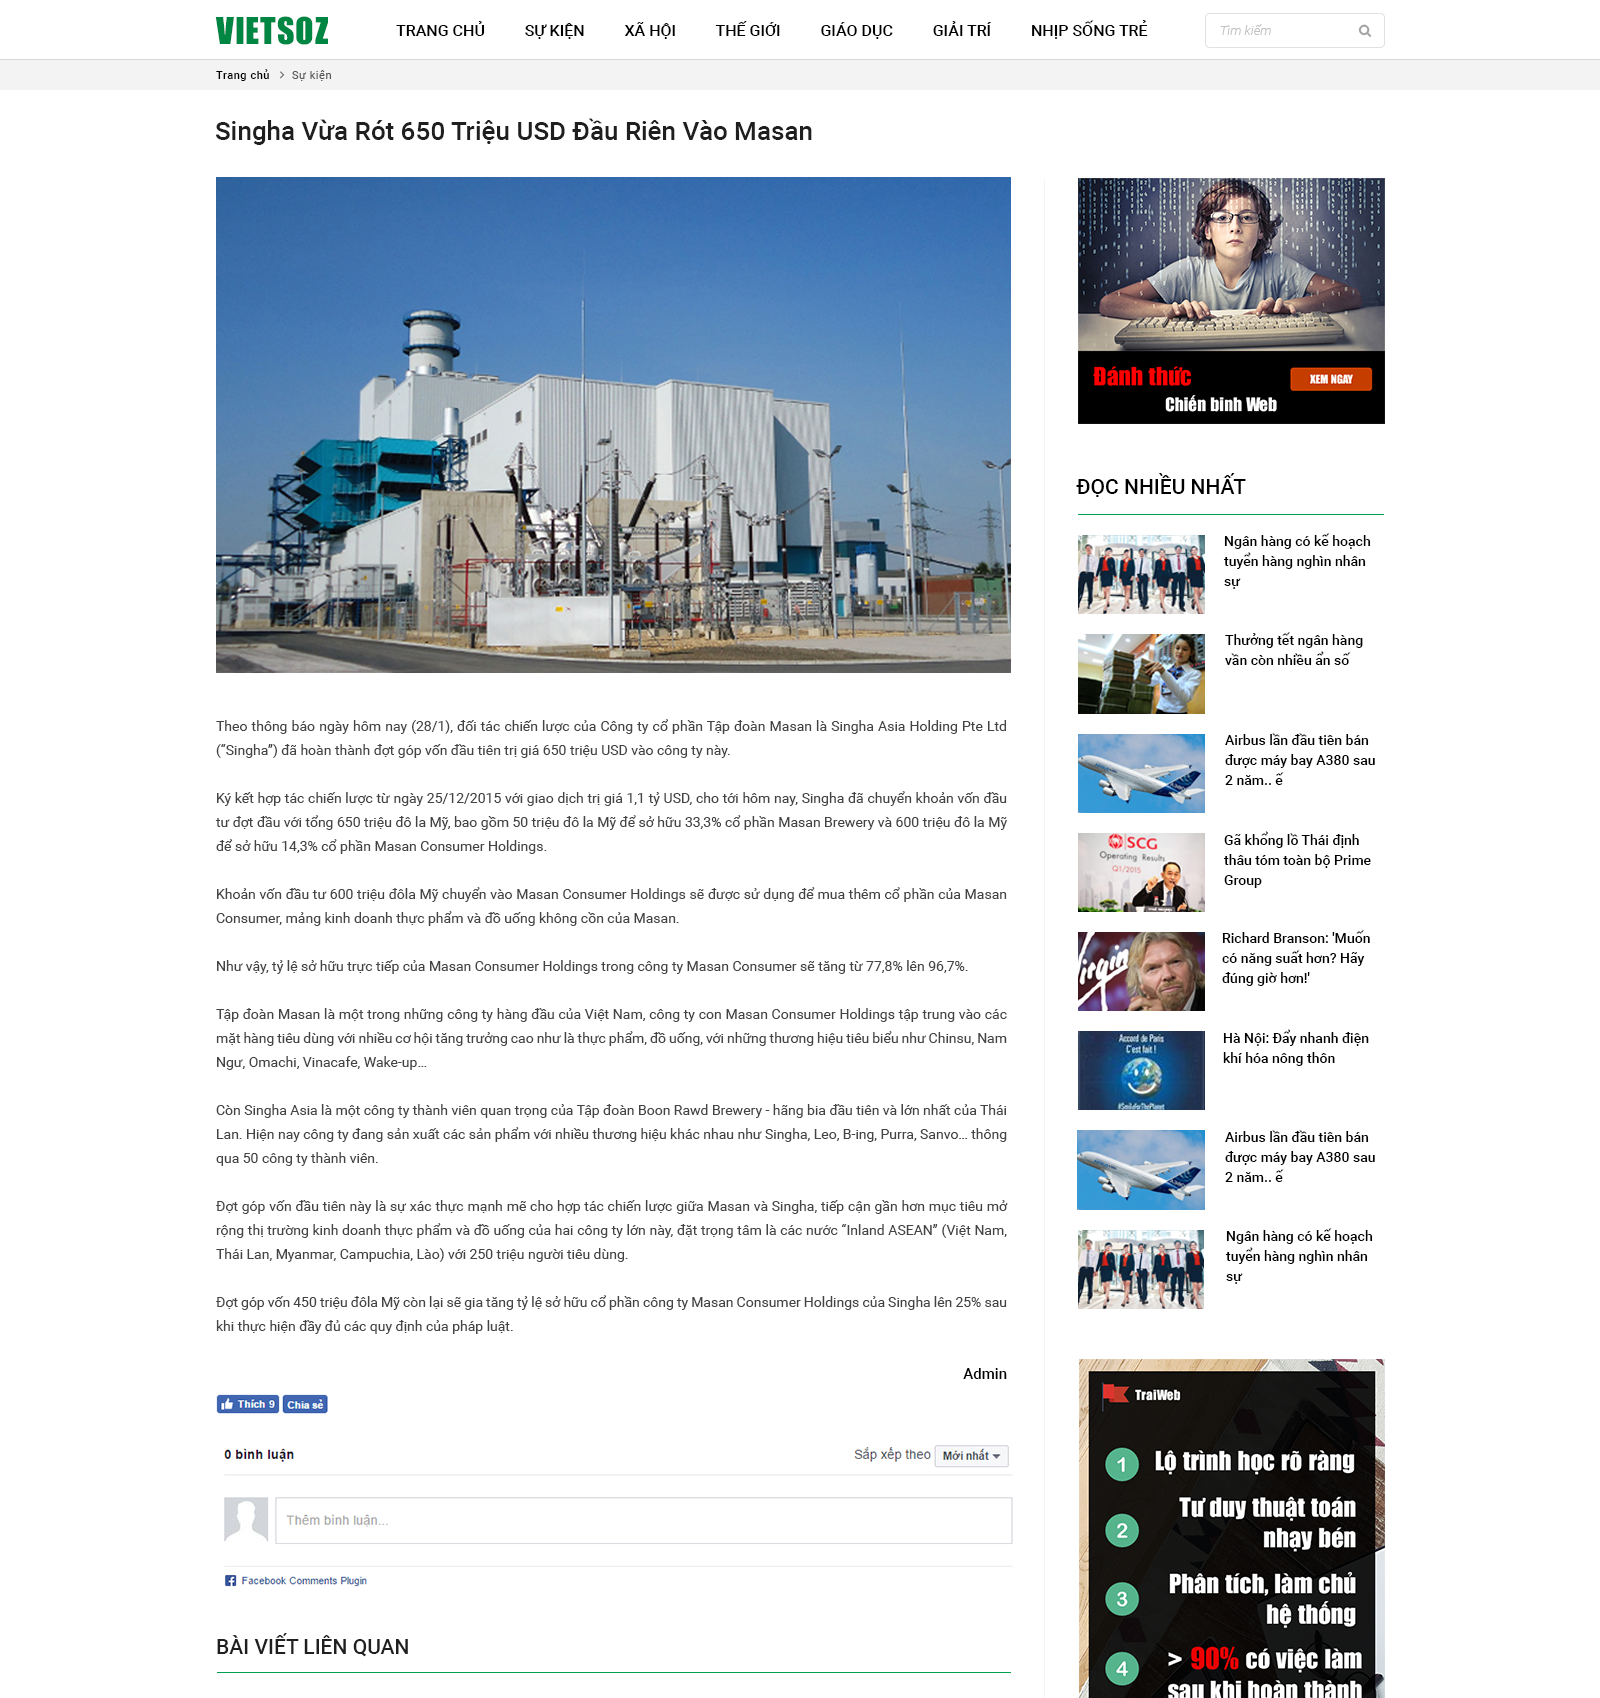 VIETSOZ
TRANG CHỦ
SỰ KIỆN
XÃ HỘI
THẾ GIỚI
GIÁO DỤC
GIẢI TRÍ
NHỊP SỐNG TRẺ
Tìm kiếm
Trang chủ > Sự kiện
Singha Vừa Rót 650 Triệu USD Đầu Riên Vào Masan
Theo thông báo ngày hôm nay (28/1), đối tác chiến lược của Công ty cổ phần Tập đoàn Masan là Singha Asia Holding Pte Ltd
(“Singha”) đã hoàn thành đợt góp vốn đầu tiên trị giá 650 triệu USD vào công ty này.
Ký kết hợp tác chiến lược từ ngày 25/12/2015 với giao dịch trị giá 1,1 tỷ USD, cho tới hôm nay, Singha đã chuyển khoản vốn đầu
tư đợt đầu với tổng 650 triệu đô la Mỹ, bao gồm 50 triệu đô la Mỹ để sở hữu 33,3% cổ phần Masan Brewery và 600 triệu đô la Mỹ
để sở hữu 14,3% cổ phần Masan Consumer Holdings.
Khoản vốn đầu tư 600 triệu đôla Mỹ chuyển vào Masan Consumer Holdings sẽ được sử dụng để mua thêm cổ phần của Masan
Consumer, mảng kinh doanh thực phẩm và đồ uống không cồn của Masan.
Như vậy, tỷ lệ sở hữu trực tiếp của Masan Consumer Holdings trong công ty Masan Consumer sẽ tăng từ 77,8% lên 96,7%.
Tập đoàn Masan là một trong những công ty hàng đầu của Việt Nam, công ty con Masan Consumer Holdings tập trung vào các
mặt hàng tiêu dùng với nhiều cơ hội tăng trưởng cao như là thực phẩm, đồ uống, với những thương hiệu tiêu biểu như Chinsu, Nam
Ngư, Omachi, Vinacafe, Wake-up...
Còn Singha Asia là một công ty thành viên quan trọng của Tập đoàn Boon Rawd Brewery - hãng bia đầu tiên và lớn nhất của Thái
Lan. Hiện nay công ty đang sản xuất các sản phẩm với nhiều thương hiệu khác nhau như Singha, Leo, B-ing, Purra, Sanvo... thông
qua 50 công ty thành viên.
Đợt góp vốn đầu tiên này là sự xác thực mạnh mẽ cho hợp tác chiến lược giữa Masan và Singha, tiếp cận gần hơn mục tiêu mở
rộng thị trường kinh doanh thực phẩm và đồ uống của hai công ty lớn này, đặt trọng tâm là các nước “Inland ASEAN” (Việt Nam,
Thái Lan, Myanmar, Campuchia, Lào) với 250 triệu người tiêu dùng.
Đợt góp vốn 450 triệu đôla Mỹ còn lại sẽ gia tăng tỷ lệ sở hữu cổ phần công ty Masan Consumer Holdings của Singha lên 25% sau
khi thực hiện đầy đủ các quy định của pháp luật.
Admin
Thích 9
Chia sẻ
0 bình luận
Sắp xếp theo Mới nhất
Thêm bình luận...
Facebook Comments Plugin
BÀI VIẾT LIÊN QUAN
Đánh thức
XEM NGAY
Chiến binh Web
ĐỌC NHIỀU NHẤT
Ngân hàng có kế hoạch
tuyển hàng nghìn nhân
sự
Thưởng tết ngân hàng
vần còn nhiều ẩn số
Airbus lần đầu tiên bán
được máy bay A380 sau
2 năm.. ế
SCG
Operating Results
Q1/2015
Gã khổng lồ Thái định
thâu tóm toàn bộ Prime
Group
Virgin
Richard Branson: 'Muốn
có năng suất hơn? Hãy
đúng giờ hơn!'
Accord de Paris
C'est fait !
#SmileforThePlanet
Hà Nội: Đẩy nhanh điện
khí hóa nông thôn
Airbus lần đầu tiên bán
được máy bay A380 sau
2 năm.. ế
Ngân hàng có kế hoạch
tuyển hàng nghìn nhân
sự
TraiWeb
1 Lộ trình học rõ ràng
2 Tư duy thuật toán
nhạy bén
3 Phân tích, làm chủ
hệ thống
4 > 90% có việc làm
sau khi hoàn thành